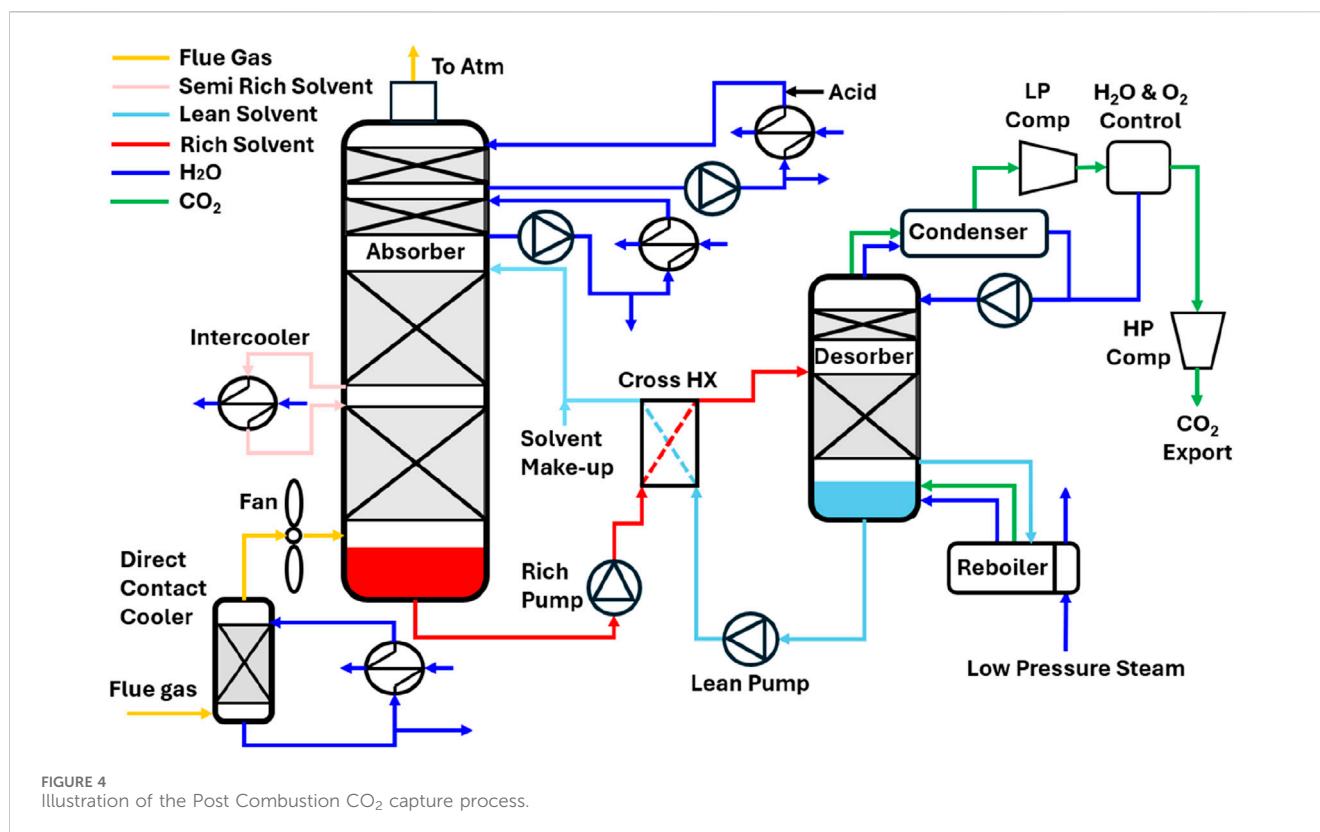 Flue Gas
Semi Rich Solvent
Lean Solvent
Rich Solvent
H₂O
CO₂
To Atm
Acid
LP
Comp
H₂O & O₂
Control
Absorber
Condenser
Intercooler
Desorber
HP
Comp
Cross HX
CO₂
Export
Solvent
Make-up
Fan
Direct
Contact
Cooler
Rich
Pump
Reboiler
Flue gas
Lean Pump
Low Pressure Steam
FIGURE 4
Illustration of the Post Combustion CO₂ capture process.